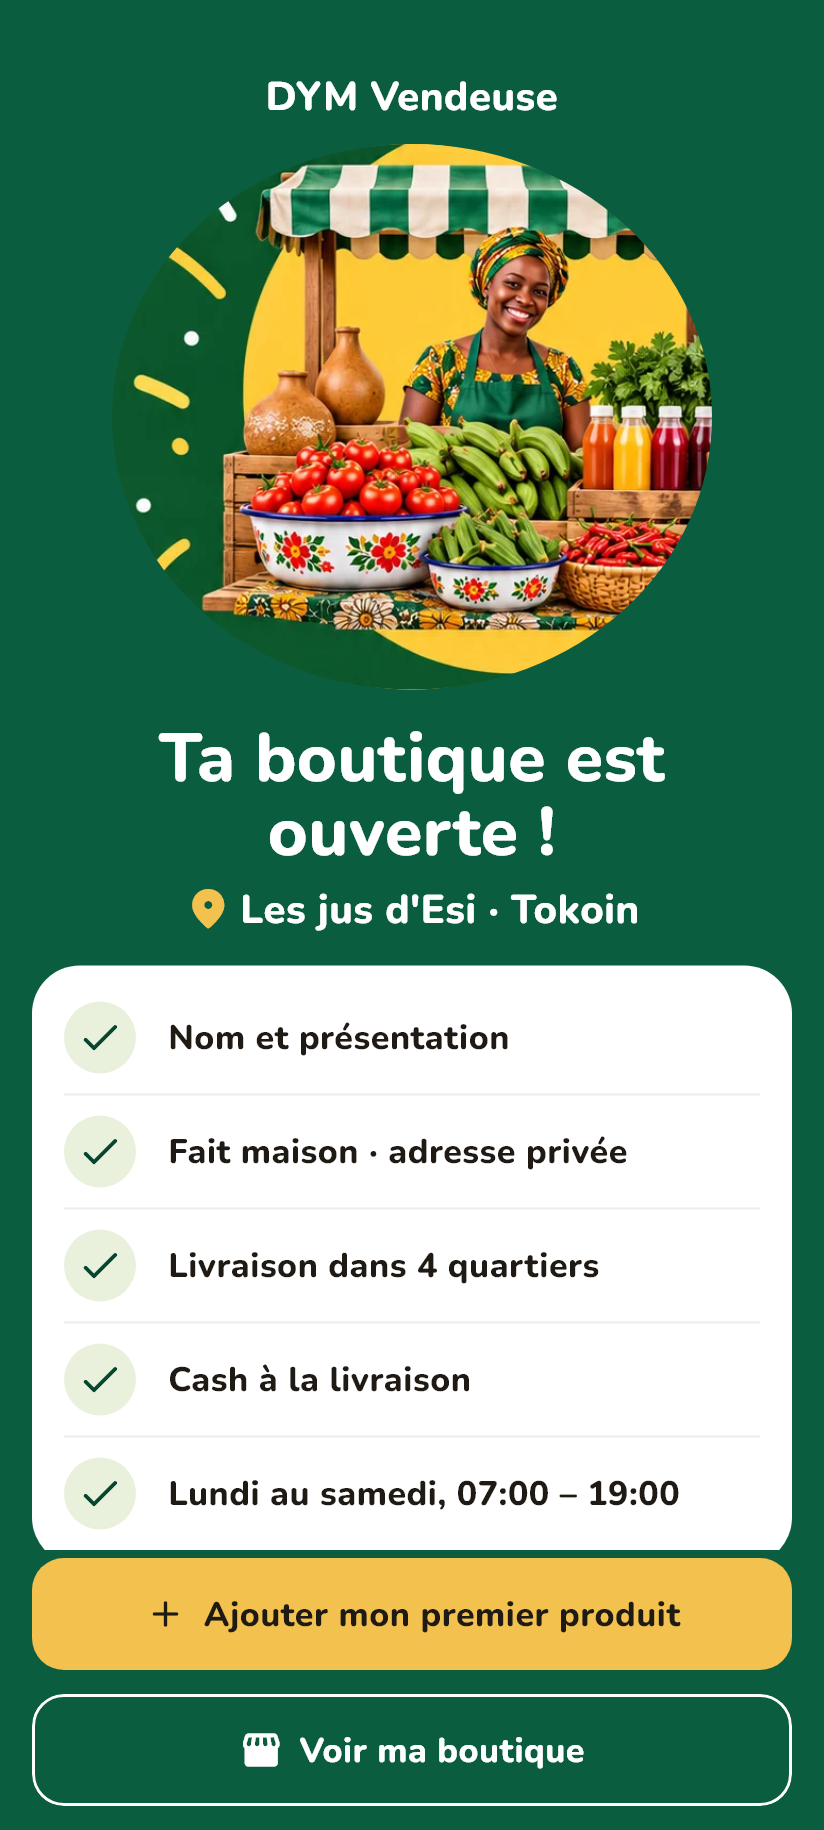 DYM Vendeuse
Ta boutique est
ouverte !
Les jus d'Esi · Tokoin
Nom et présentation
Fait maison · adresse privée
Livraison dans 4 quartiers
Cash à la livraison
Lundi au samedi, 07:00 – 19:00
Ajouter mon premier produit
Voir ma boutique